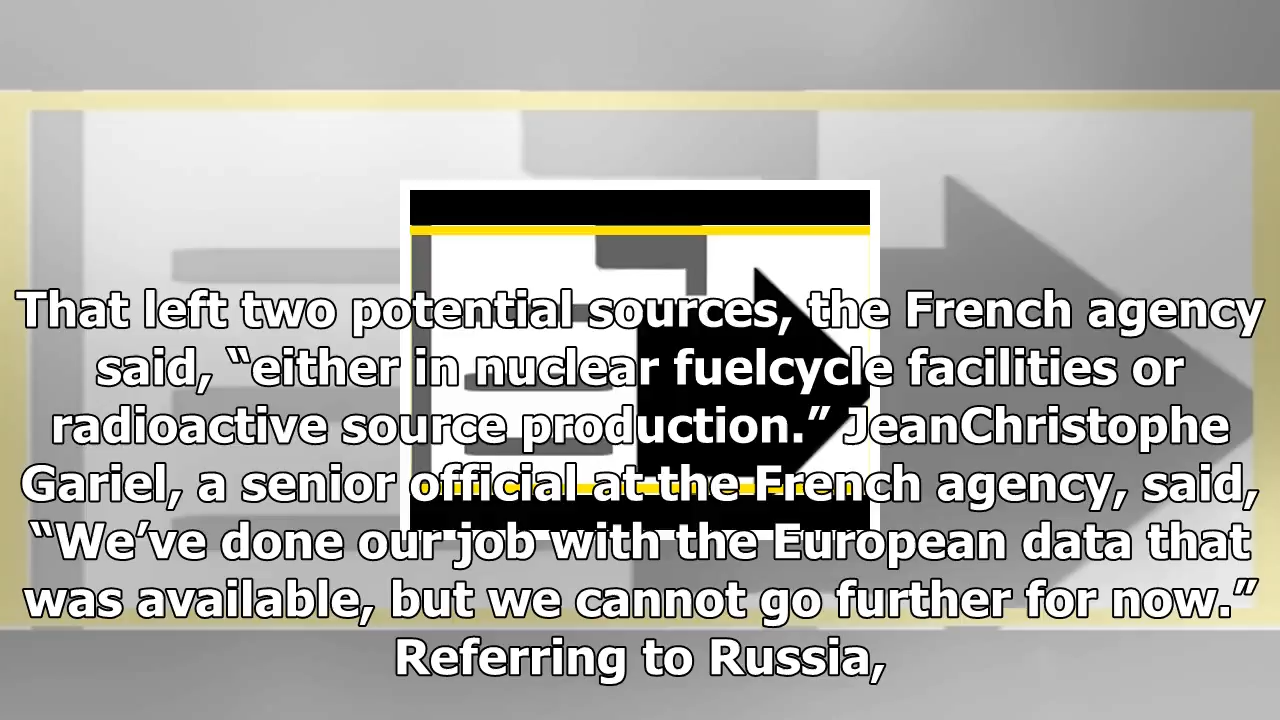 That left two potential sources, the French agency
said, “either in nuclear fuelcycle facilities or
radioactive source production.” JeanChristophe
Gariel, a senior official at the French agency, said,
“We’ve done our job with the European data that
was available, but we cannot go further for now.”
Referring to Russia,